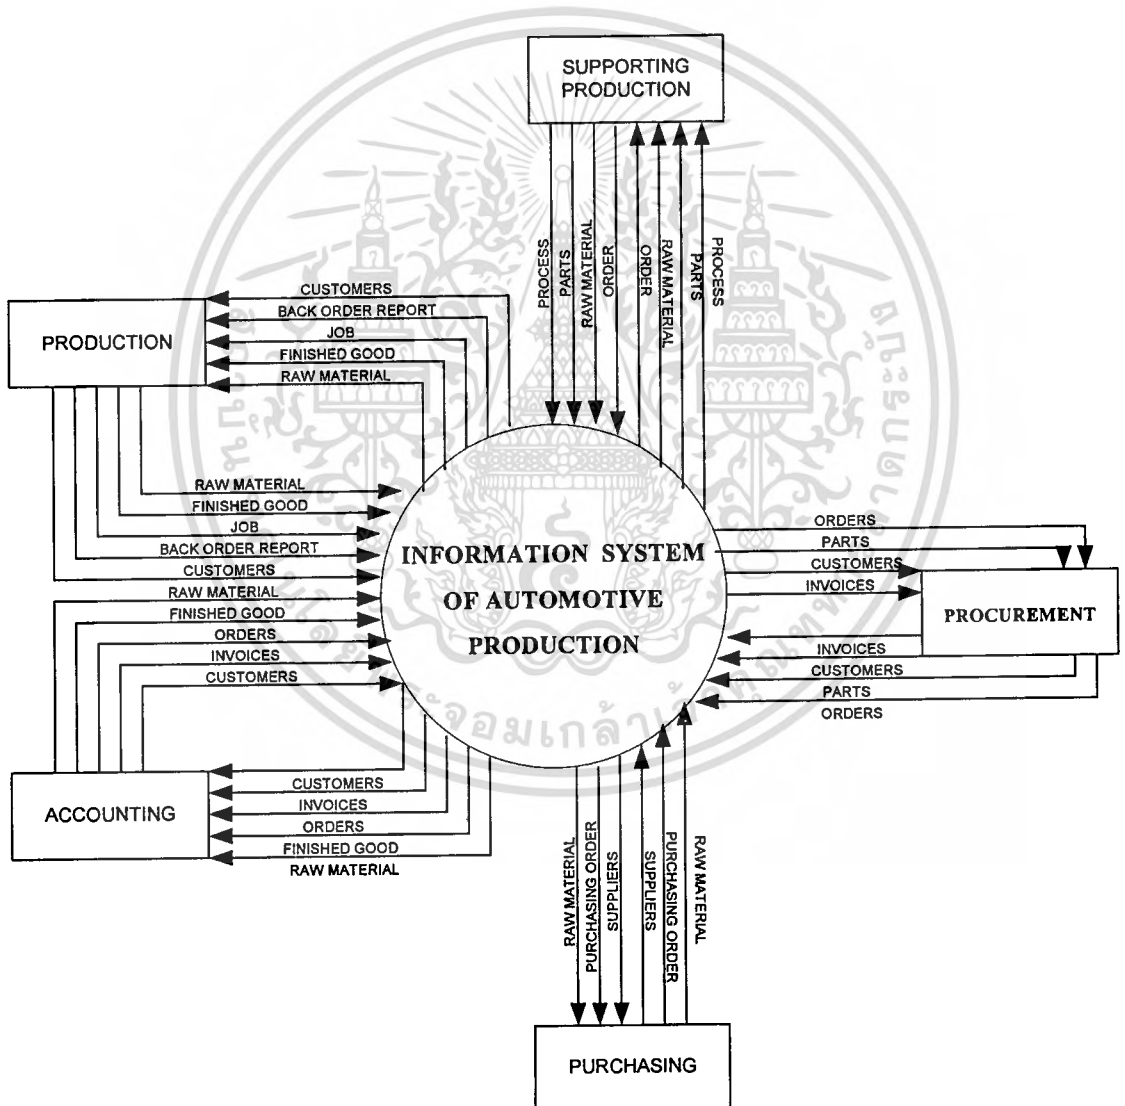 SUPPORTING
PRODUCTION
PROCESS
PARTS
RAW MATERIAL
ORDER
ORDER
RAW MATERIAL
PARTS
PROCESS
PRODUCTION
CUSTOMERS
BACK ORDER REPORT
JOB
FINISHED GOOD
RAW MATERIAL
RAW MATERIAL
FINISHED GOOD
JOB
BACK ORDER REPORT
CUSTOMERS
RAW MATERIAL
FINISHED GOOD
ORDERS
INVOICES
CUSTOMERS
INFORMATION SYSTEM
OF AUTOMOTIVE
PRODUCTION
ORDERS
PARTS
CUSTOMERS
INVOICES
PROCUREMENT
INVOICES
CUSTOMERS
PARTS
ORDERS
ACCOUNTING
CUSTOMERS
INVOICES
ORDERS
FINISHED GOOD
RAW MATERIAL
RAW MATERIAL
PURCHASING ORDER
SUPPLIERS
SUPPLIERS
PURCHASING ORDER
RAW MATERIAL
PURCHASING